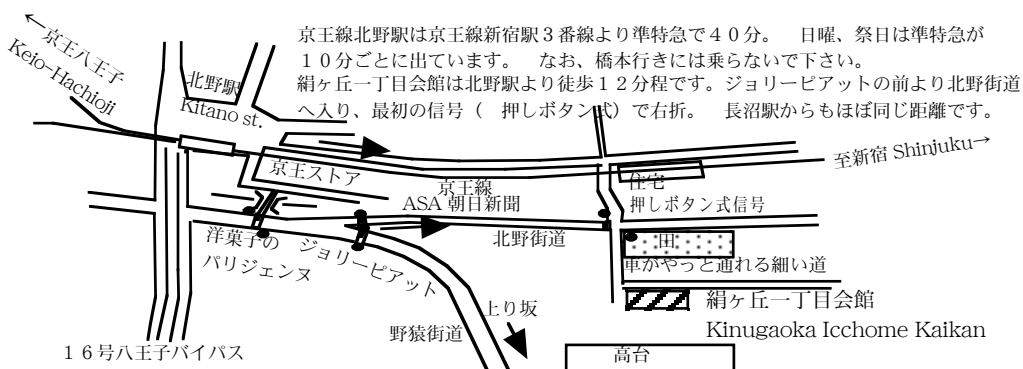 京王線北野駅は京王線新宿駅３番線より準特急で４０分。　日曜、祭日は準特急が
１０分ごとに出ています。　なお、橋本行きには乗らないで下さい。
絹ヶ丘一丁目会館は北野駅より徒歩１２分程です。ジョリーピアットの前より北野街道
へ入り、最初の信号（　押しボタン式）で右折。　長沼駅からもほぼ同じ距離です。
←京王八王子
Keio-Hachioji
北野駅
Kitano st.
至新宿 Shinjuku→
京王ストア
京王線
住宅
ASA 朝日新聞
押しボタン式信号
北野街道
田
洋菓子の
パリジェンヌ
ジョリーピアット
車がやっと通れる細い道
絹ヶ丘一丁目会館
Kinugaoka Icchome Kaikan
上り坂
野猿街道
１６号八王子バイパス
高台